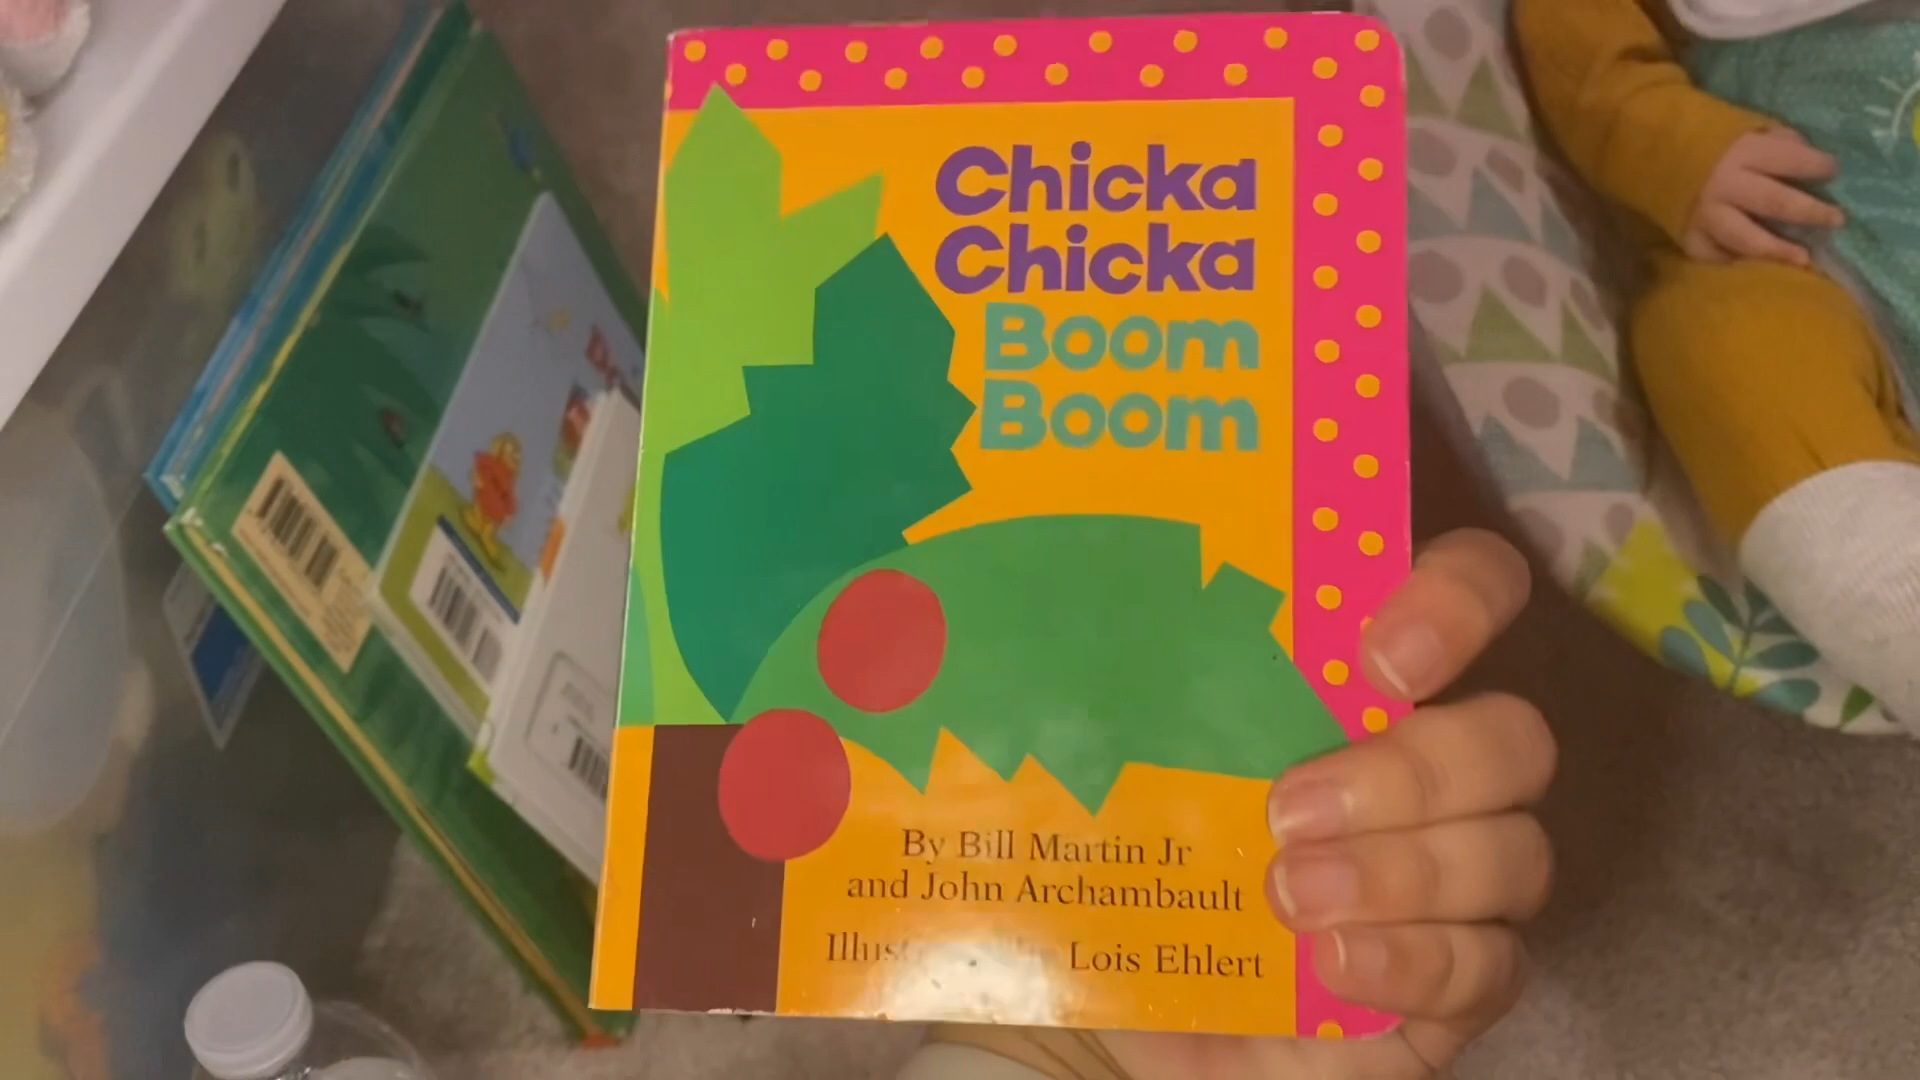 Chicka
Chicka
Boom
Boom
By Bill Martin Jr
and John Archambault
Lois Ehlert